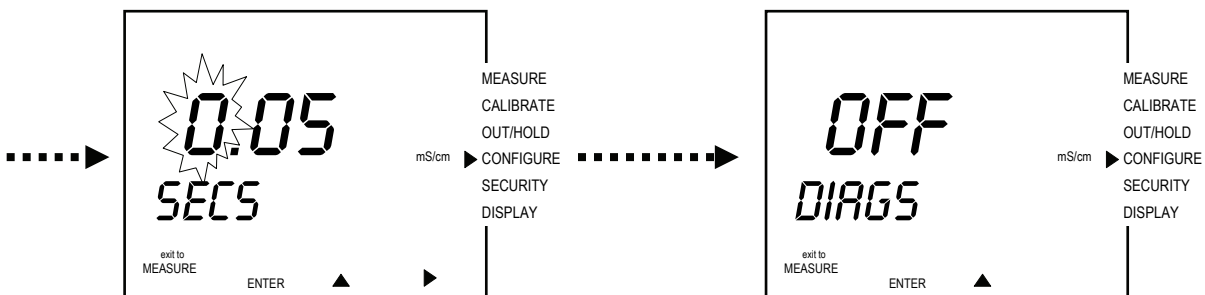 0.05
SECS
mS/cm
MEASURE
CALIBRATE
OUT/HOLD
CONFIGURE
SECURITY
DISPLAY
exit to
MEASURE
ENTER
OFF
DIAGS
mS/cm
MEASURE
CALIBRATE
OUT/HOLD
CONFIGURE
SECURITY
DISPLAY
exit to
MEASURE
ENTER